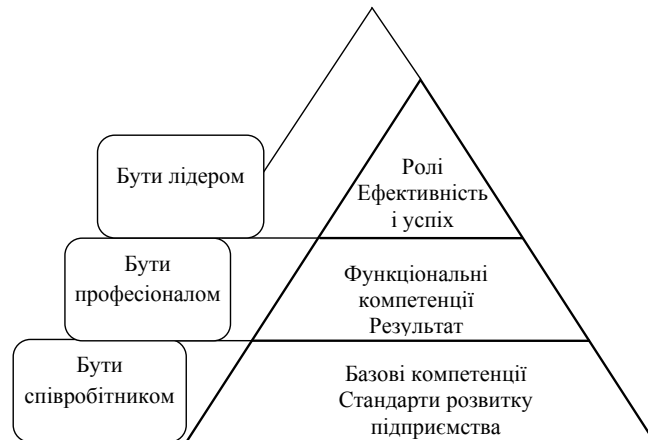 Бути лідером
Ролі
Ефективність
і успіх
Бути
професіоналом
Функціональні
компетенції
Результат
Бути
співробітником
Базові компетенції
Стандарти розвитку
підприємства